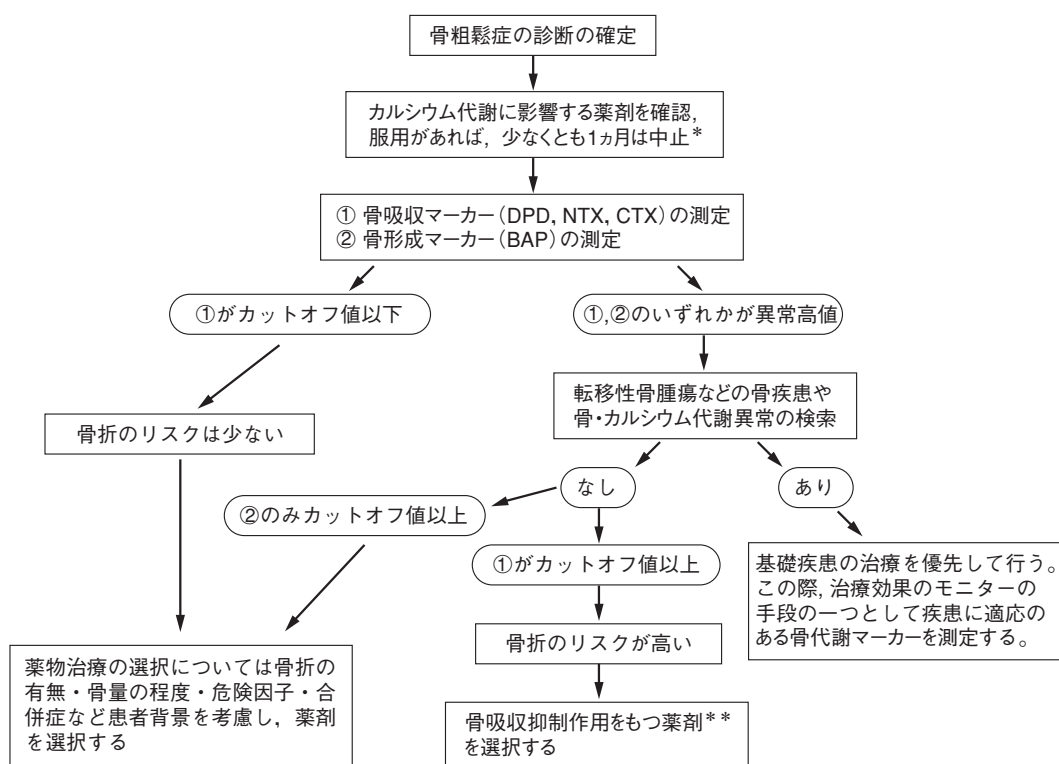 骨粗鬆症の診断の確定
カルシウム代謝に影響する薬剤を確認，
服用があれば，少なくとも1ヵ月は中止*
① 骨吸収マーカー（DPD，NTX，CTX）の測定
② 骨形成マーカー（BAP）の測定
①がカットオフ値以下
①,②のいずれかが異常高値
転移性骨腫瘍などの骨疾患や
骨・カルシウム代謝異常の検索
骨折のリスクは少ない
なし
あり
②のみカットオフ値以上
①がカットオフ値以上
基礎疾患の治療を優先して行う。
この際，治療効果のモニターの
手段の一つとして疾患に適応の
ある骨代謝マーカーを測定する。
骨折のリスクが高い
薬物治療の選択については骨折の
有無・骨量の程度・危険因子・合
併症など患者背景を考慮し，薬剤
を選択する
骨吸収抑制作用をもつ薬剤**
を選択する